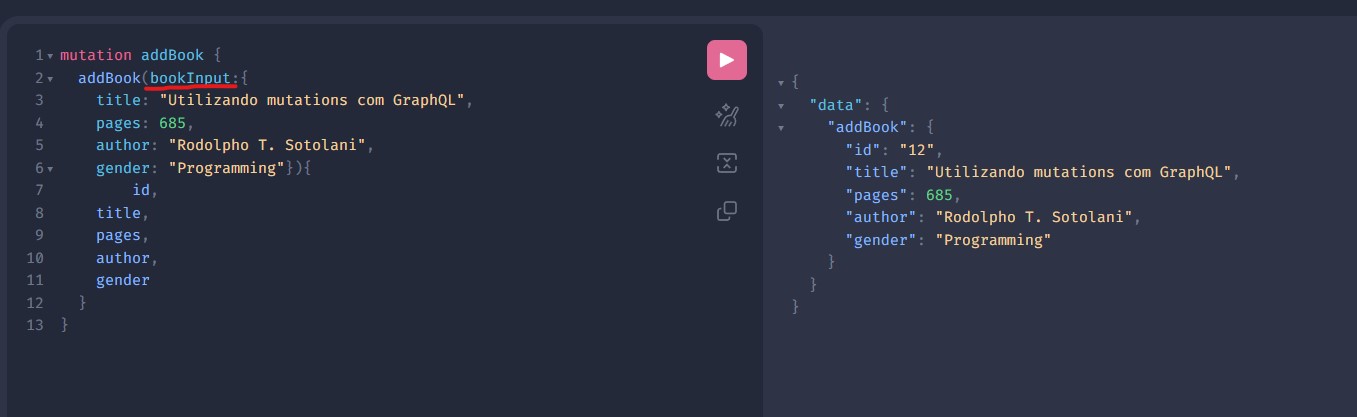 1 mutation addBook {
2 addBook(bookInput:{
3 title: "Utilizando mutations com GraphQL",
4 pages: 685,
5 author: "Rodolpho T. Sotolani",
6 gender: "Programming"}){
7 id,
8 title,
9 pages,
10 author,
11 gender
12 }
13 }
{
"data": {
"addBook": {
"id": "12",
"title": "Utilizando mutations com GraphQL",
"pages": 685,
"author": "Rodolpho T. Sotolani",
"gender": "Programming"
}
}
}